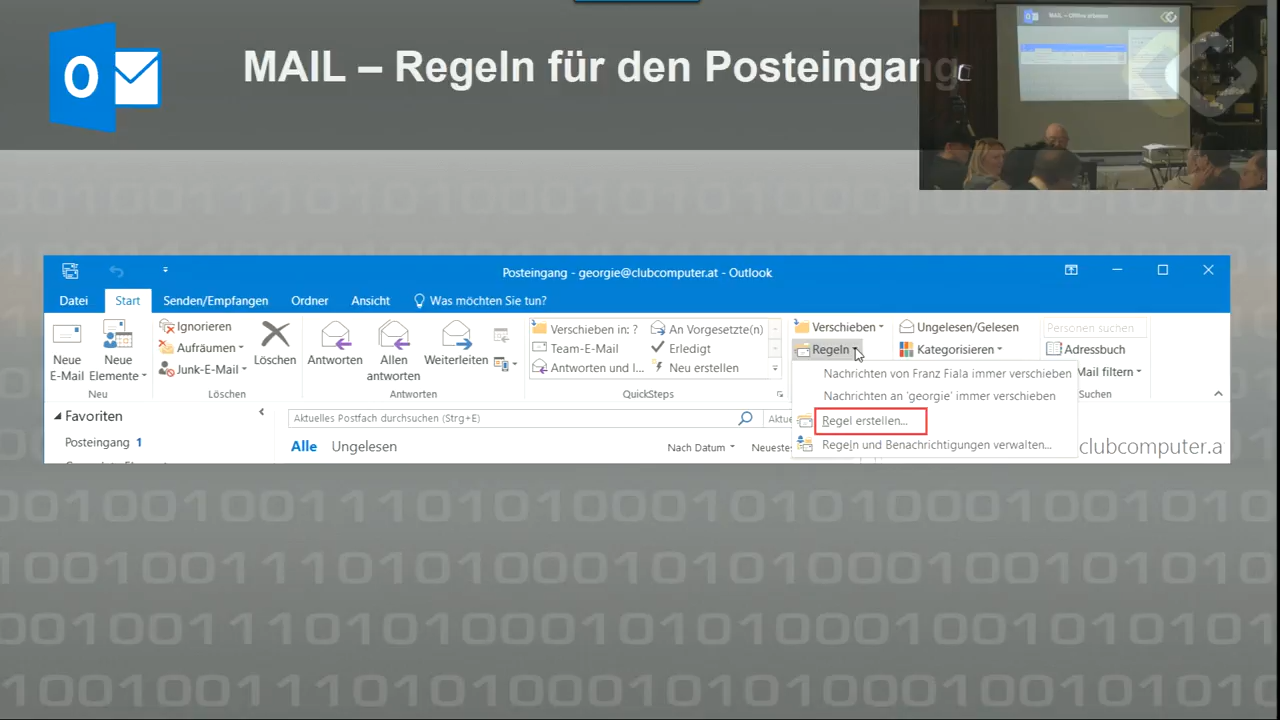 MAIL – Regeln für den Posteingang
MAIL – Offline arbeiten
Posteingang - georgie@clubcomputer.at - Outlook
Datei Start Senden/Empfangen Ordner Ansicht Was möchten Sie tun?
Neue E-Mail
Neue Elemente
Neu
Ignorieren
Aufräumen
Junk-E-Mail
Löschen
Löschen
Antworten
Allen antworten
Weiterleiten
Antworten
Verschieben in: ?
Team-E-Mail
Antworten und l...
An Vorgesetzte(n)
Erledigt
Neu erstellen
QuickSteps
Verschieben
Regeln
Nachrichten von Franz Fiala immer verschieben
Nachrichten an 'georgie' immer verschieben
Regel erstellen...
Regeln und Benachrichtigungen verwalten...
Ungelesen/Gelesen
Kategorisieren
Personen suchen
Adressbuch
Mail filtern
Suchen
Favoriten
Posteingang 1
Aktuelles Postfach durchsuchen (Strg+E)
Aktue
Alle Ungelesen
Nach Datum
Neueste
clubcomputer.a